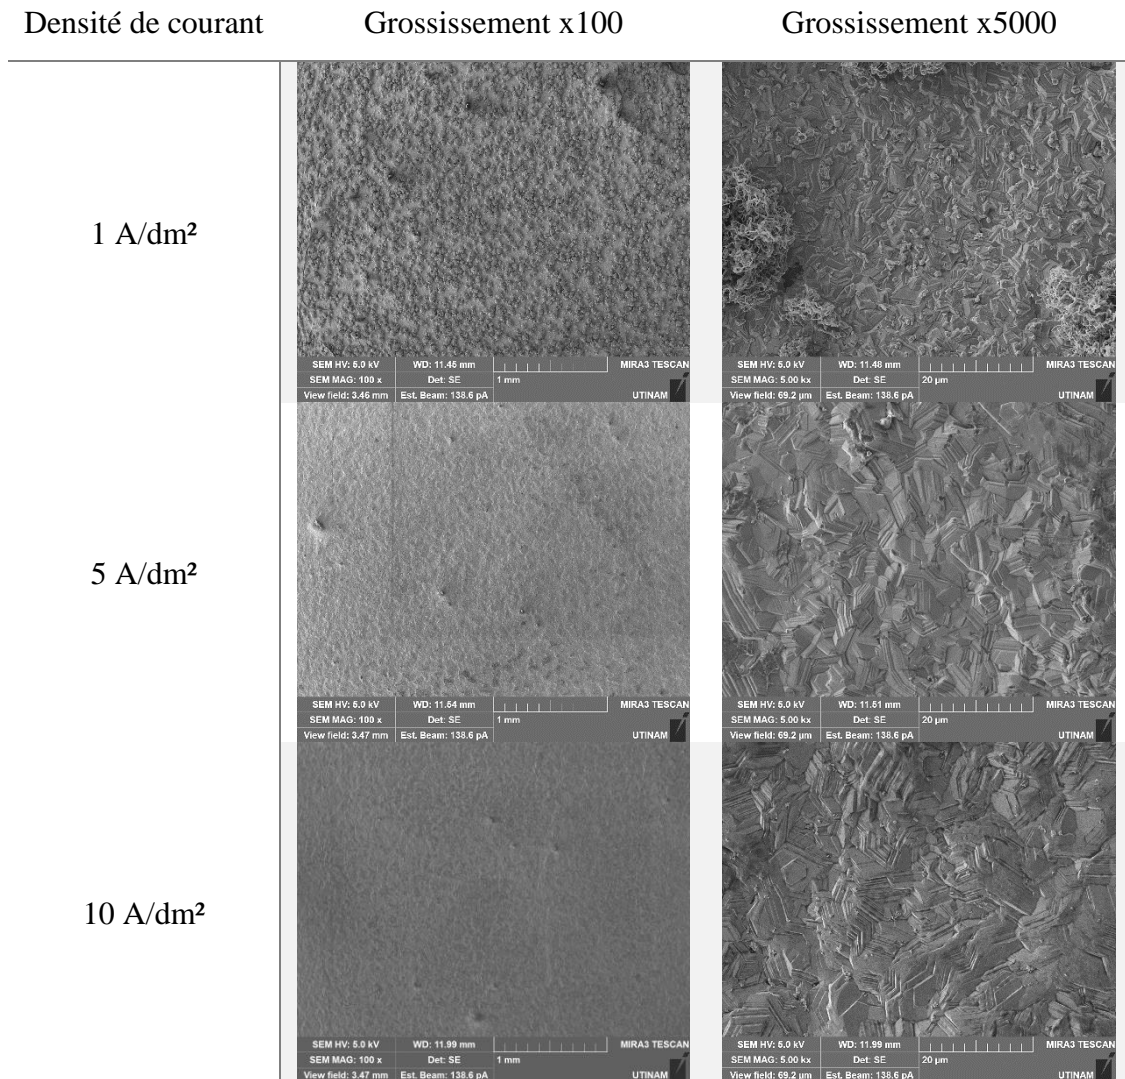 Densité de courant Grossissement x100 Grossissement x5000
1 A/dm²
SEM HV: 5.0 kV WD: 11.45 mm MIRA3 TESCAN
SEM MAG: 100 x Det: SE 1 mm
View field: 3.46 mm Est. Beam: 138.6 pA UTINAM
SEM HV: 5.0 kV WD: 11.48 mm MIRA3 TESCAN
SEM MAG: 5.00 kx Det: SE 20 µm
View field: 69.2 µm Est. Beam: 138.6 pA UTINAM
5 A/dm²
SEM HV: 5.0 kV WD: 11.54 mm MIRA3 TESCAN
SEM MAG: 100 x Det: SE 1 mm
View field: 3.47 mm Est. Beam: 138.6 pA UTINAM
SEM HV: 5.0 kV WD: 11.51 mm MIRA3 TESCAN
SEM MAG: 5.00 kx Det: SE 20 µm
View field: 69.2 µm Est. Beam: 138.6 pA UTINAM
10 A/dm²
SEM HV: 5.0 kV WD: 11.99 mm MIRA3 TESCAN
SEM MAG: 100 x Det: SE 1 mm
View field: 3.47 mm Est. Beam: 138.6 pA UTINAM
SEM HV: 5.0 kV WD: 11.99 mm MIRA3 TESCAN
SEM MAG: 5.00 kx Det: SE 20 µm
View field: 69.2 µm Est. Beam: 138.6 pA UTINAM